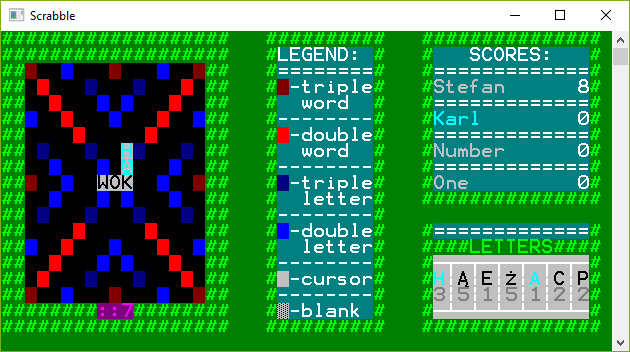 Scrabble
WOK
::7
LEGEND:
-triple
word
-double
word
-triple
letter
-double
letter
-cursor
-blank
SCORES:
Stefan 8
Karl 0
Number 0
One 0
LETTERS
H Ą E Ż A C P
3 5 1 5 1 2 2